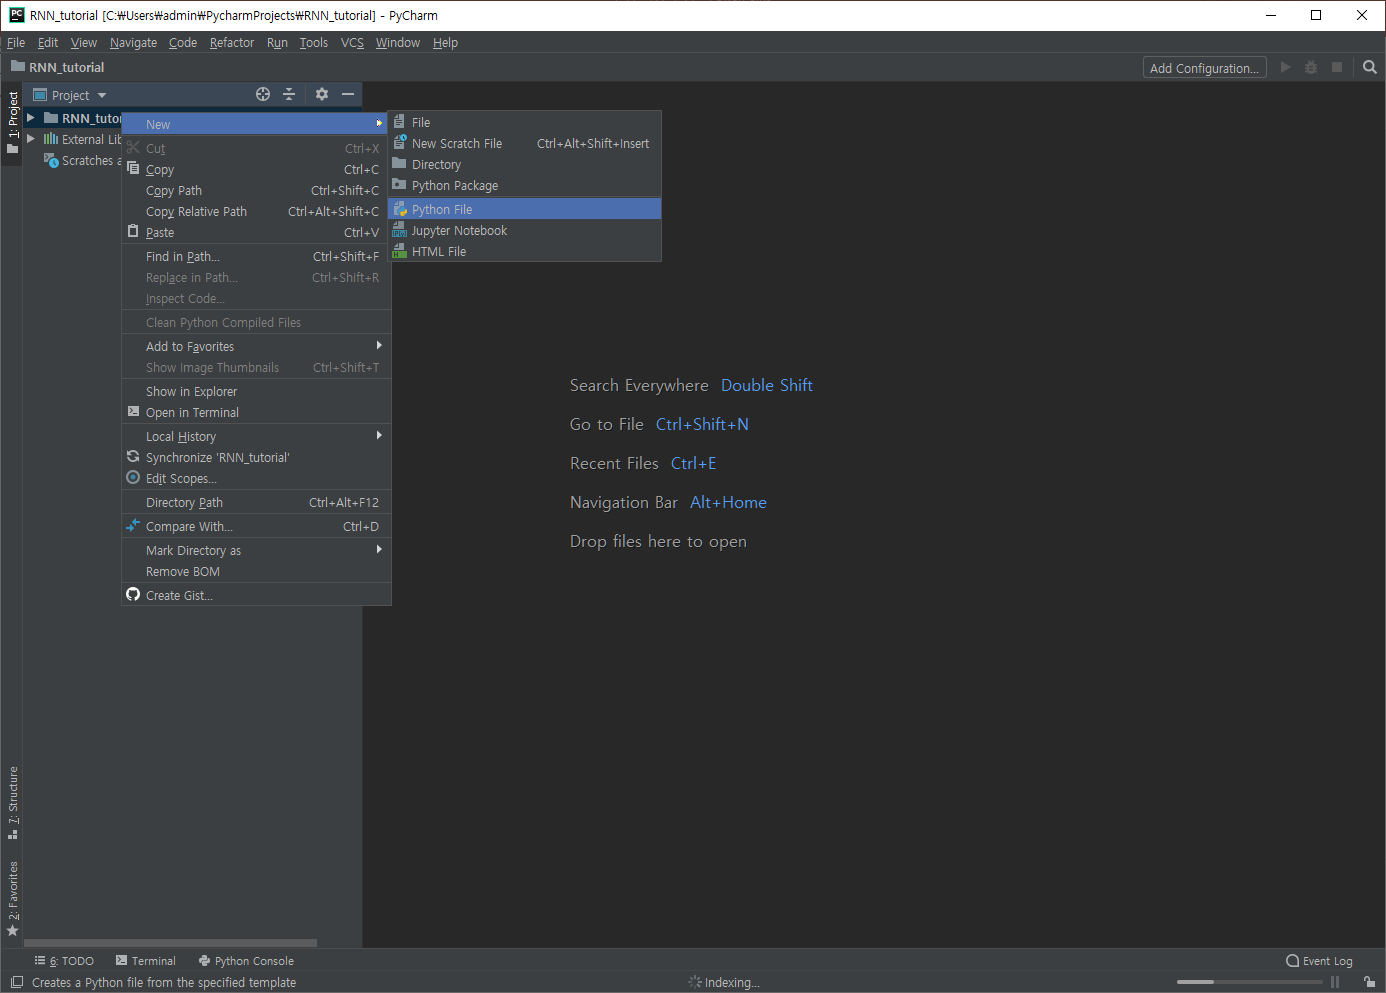 RNN_tutorial [C:₩Users₩admin₩PycharmProjects₩RNN_tutorial] - PyCharm
File Edit View Navigate Code Refactor Run Tools VCS Window Help
RNN_tutorial
Add Configuration...
1: Project
Project
RNN_tuto
External Lib
Scratches a
New
Cut Ctrl+X
Copy Ctrl+C
Copy Path Ctrl+Shift+C
Copy Relative Path Ctrl+Alt+Shift+C
Paste Ctrl+V
Find in Path... Ctrl+Shift+F
Replace in Path... Ctrl+Shift+R
Inspect Code...
Clean Python Compiled Files
Add to Favorites
Show Image Thumbnails Ctrl+Shift+T
Show in Explorer
Open in Terminal
Local History
Synchronize 'RNN_tutorial'
Edit Scopes...
Directory Path Ctrl+Alt+F12
Compare With... Ctrl+D
Mark Directory as
Remove BOM
Create Gist...
File
New Scratch File Ctrl+Alt+Shift+Insert
Directory
Python Package
Python File
Jupyter Notebook
HTML File
Search Everywhere Double Shift
Go to File Ctrl+Shift+N
Recent Files Ctrl+E
Navigation Bar Alt+Home
Drop files here to open
7: Structure
2: Favorites
6: TODO Terminal Python Console Event Log
Creates a Python file from the specified template Indexing...